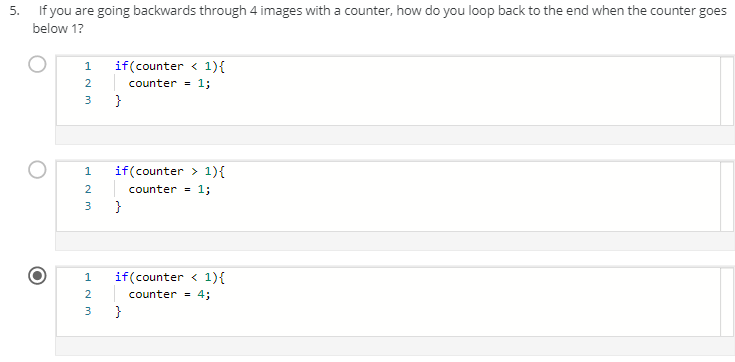 5. If you are going backwards through 4 images with a counter, how do you loop back to the end when the counter goes
below 1?
1 if(counter < 1){
2 counter = 1;
3 }
1 if(counter > 1){
2 counter = 1;
3 }
1 if(counter < 1){
2 counter = 4;
3 }